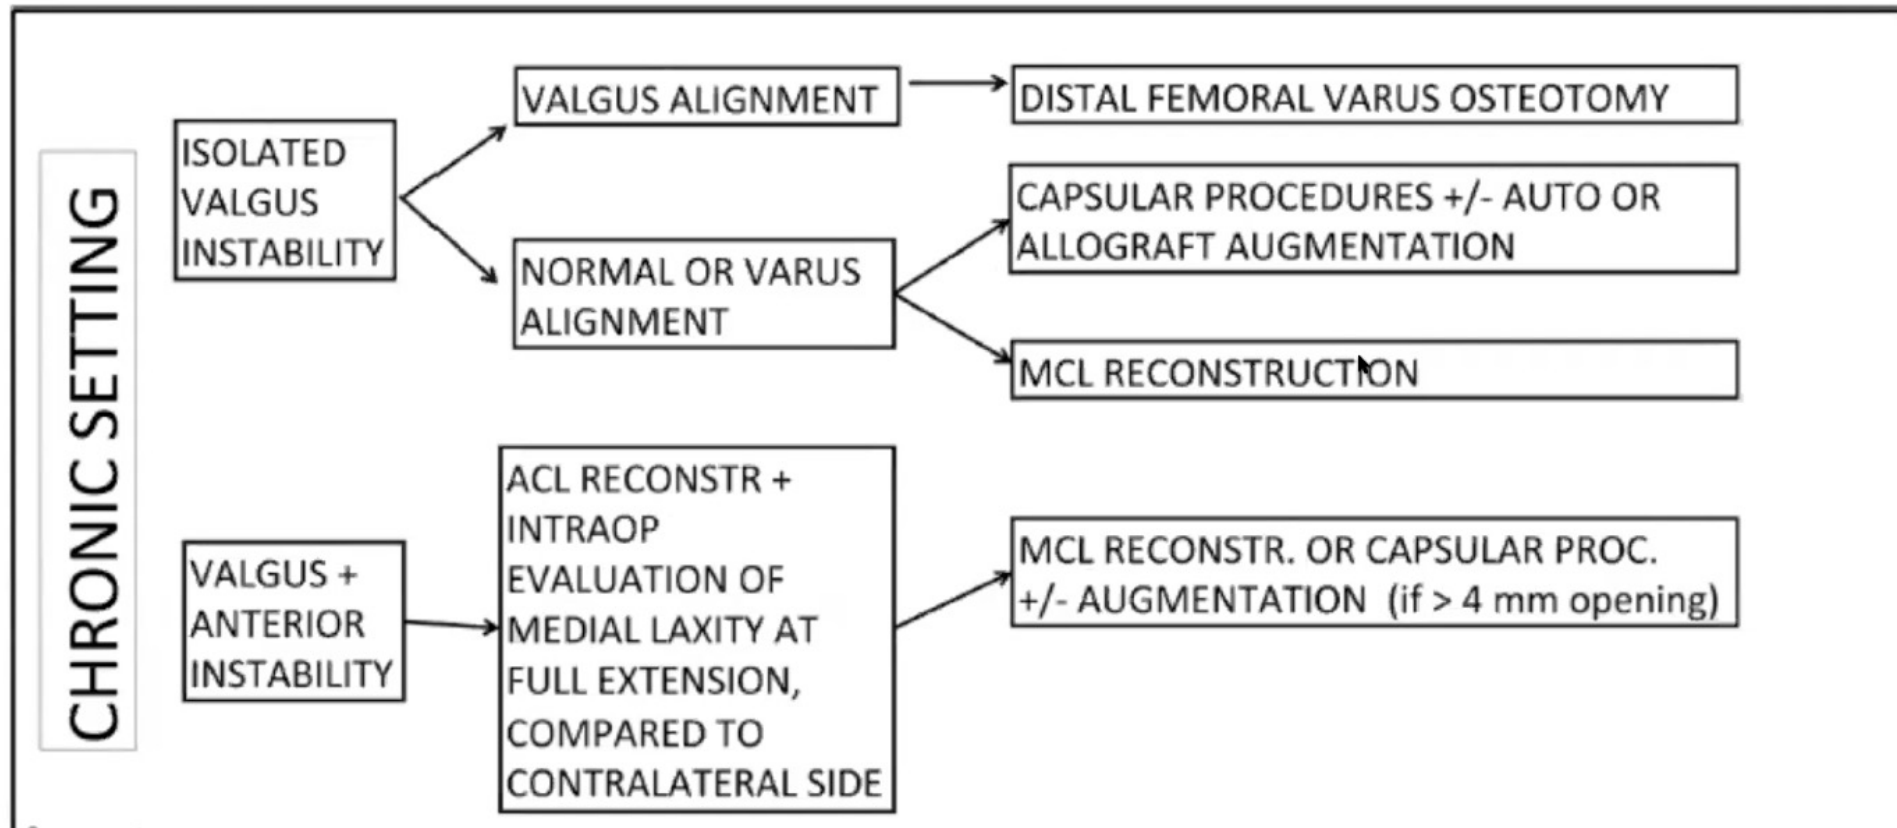 CHRONIC SETTING
ISOLATED
VALGUS
INSTABILITY
VALGUS ALIGNMENT
DISTAL FEMORAL VARUS OSTEOTOMY
NORMAL OR VARUS
ALIGNMENT
CAPSULAR PROCEDURES +/- AUTO OR
ALLOGRAFT AUGMENTATION
MCL RECONSTRUCTION
VALGUS +
ANTERIOR
INSTABILITY
ACL RECONSTR +
INTRAOP
EVALUATION OF
MEDIAL LAXITY AT
FULL EXTENSION,
COMPARED TO
CONTRALATERAL SIDE
MCL RECONSTR. OR CAPSULAR PROC.
+/- AUGMENTATION (if > 4 mm opening)